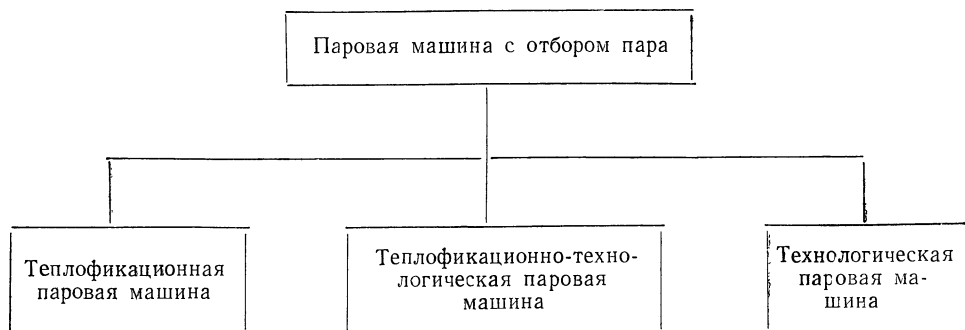 Паровая машина с отбором пара
Теплофикационная
паровая машина
Теплофикационно-техно-
логическая паровая
машина
Технологическая
паровая ма-
шина